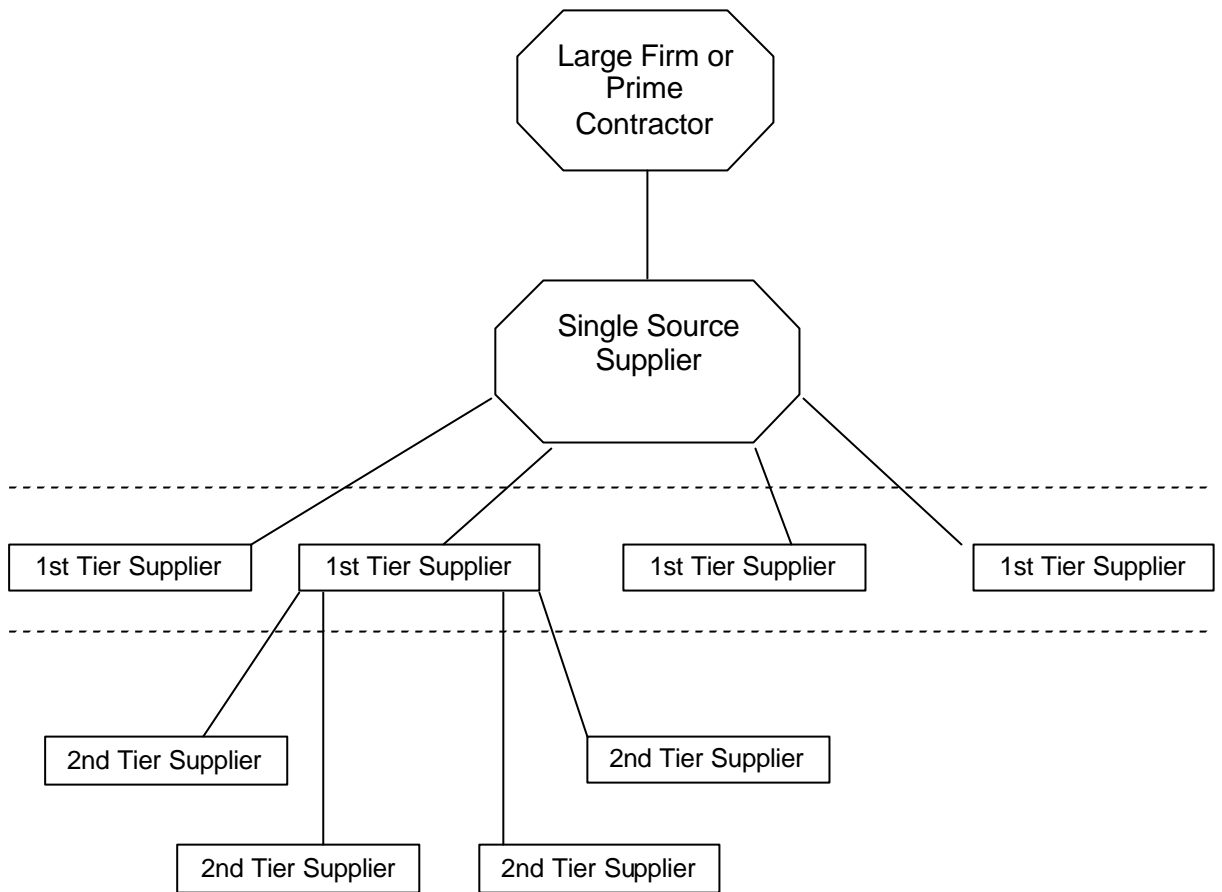 Large Firm or
Prime
Contractor
Single Source
Supplier
1st Tier Supplier
1st Tier Supplier
1st Tier Supplier
1st Tier Supplier
2nd Tier Supplier
2nd Tier Supplier
2nd Tier Supplier
2nd Tier Supplier